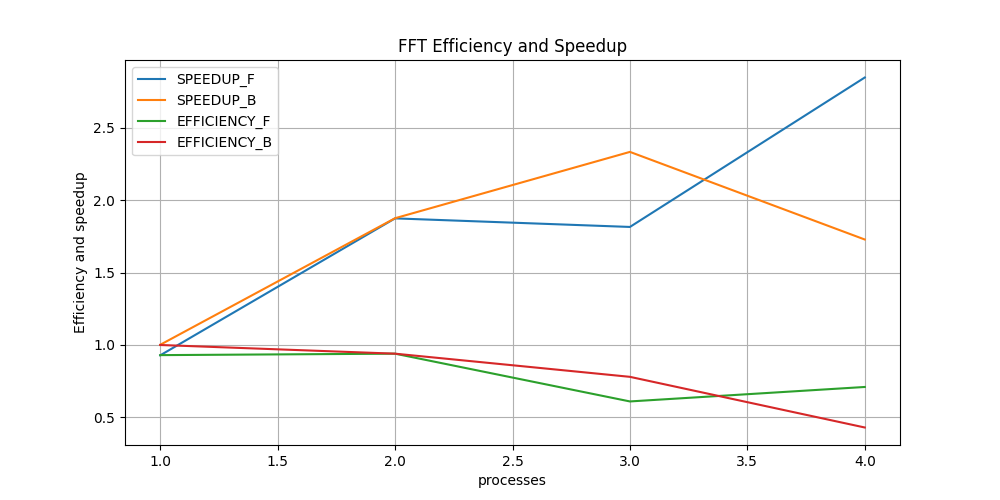 FFT Efficiency and Speedup
SPEEDUP_F
SPEEDUP_B
EFFICIENCY_F
EFFICIENCY_B
Efficiency and speedup
2.5
2.0
1.5
1.0
0.5
1.0 1.5 2.0 2.5 3.0 3.5 4.0
processes